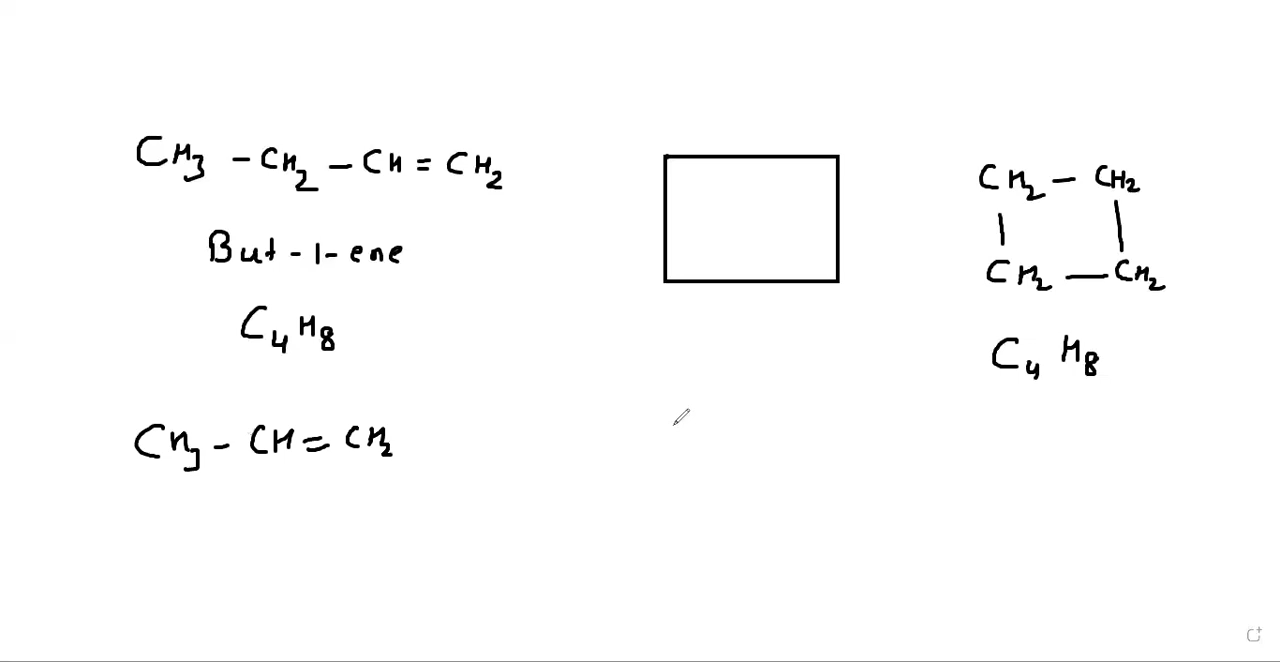 CH3 - CH2 - CH = CH2
But-1-ene
C4H8
CH3 - CH = CH2
CH2 - CH2
CH2 - CH2
C4H8